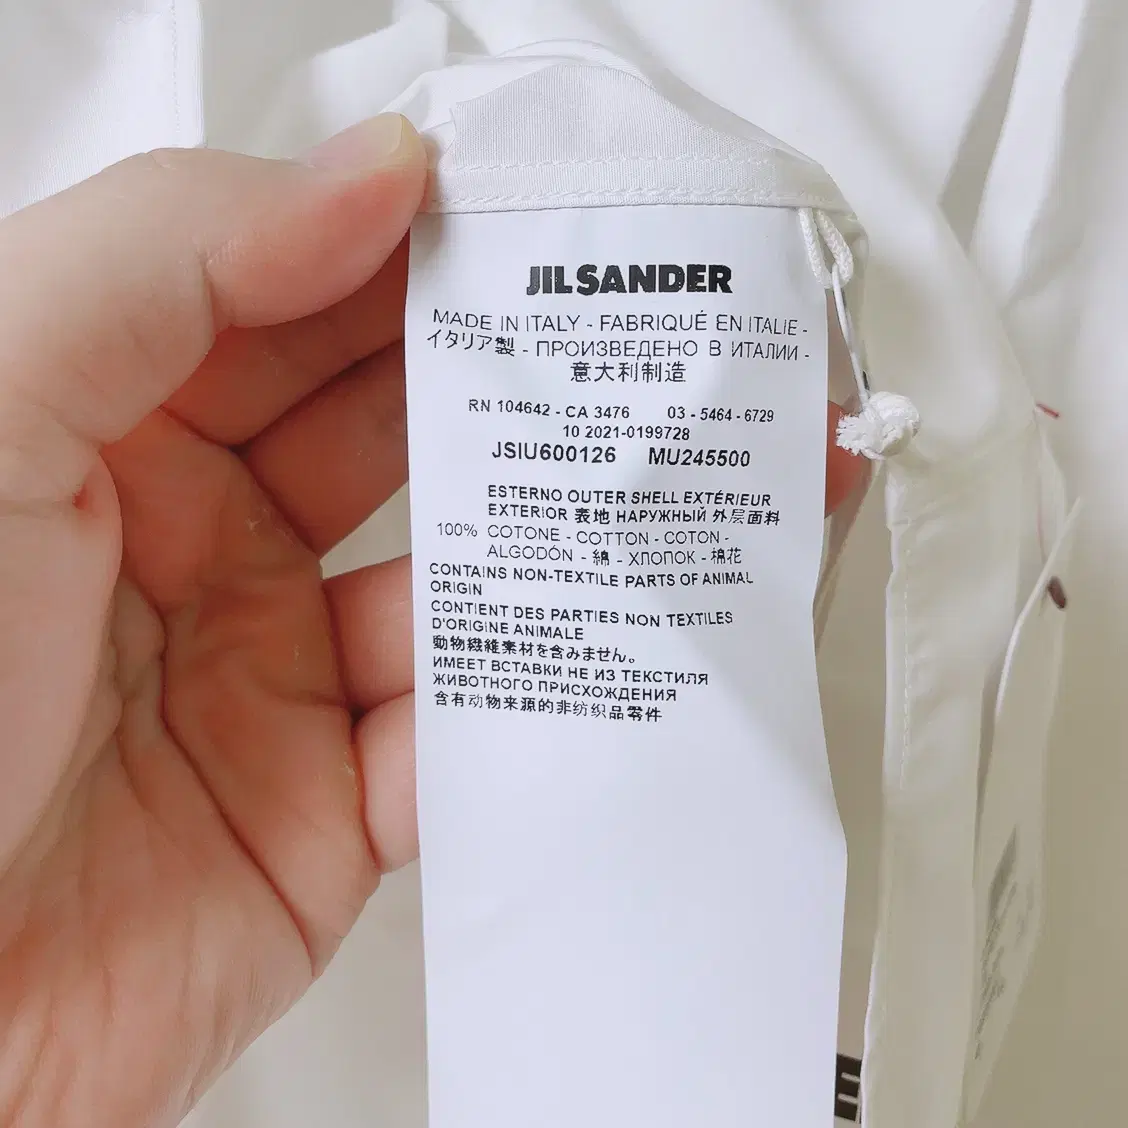 JIL SANDER
MADE IN ITALY - FABRIQUÉ EN ITALIE -
イタリア製 - ПРОИЗВЕДЕНО В ИТАЛИИ -
意大利制造
RN 104642 - CA 3476 03 - 5464 - 6729
10 2021-0199728
JSIU600126 MU245500
ESTERNO OUTER SHELL EXTÉRIEUR
EXTERIOR 表地 НАРУЖНЫЙ 外层面料
100% COTONE - COTTON - COTON -
ALGODÓN - 綿 - ХЛОПОК - 棉花
CONTAINS NON-TEXTILE PARTS OF ANIMAL
ORIGIN
CONTIENT DES PARTIES NON TEXTILES
D'ORIGINE ANIMALE
動物繊維素材を含みません。
ИМЕЕТ ВСТАВКИ НЕ ИЗ ТЕКСТИЛЯ
ЖИВОТНОГО ПРИСХОЖДЕНИЯ
含有动物来源的非纺织品零件